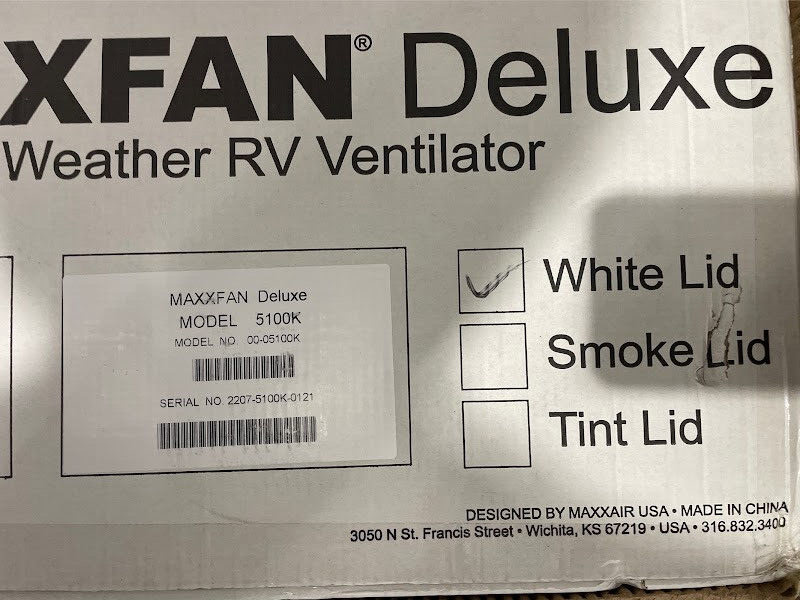 XFAN® Deluxe
Weather RV Ventilator
MAXXFAN Deluxe
MODEL 5100K
MODEL NO. 00-05100K
SERIAL NO 2207-5100K-0121
White Lid
Smoke Lid
Tint Lid
DESIGNED BY MAXXAIR USA • MADE IN CHINA
3050 N St. Francis Street • Wichita, KS 67219 • USA • 316.832.3400